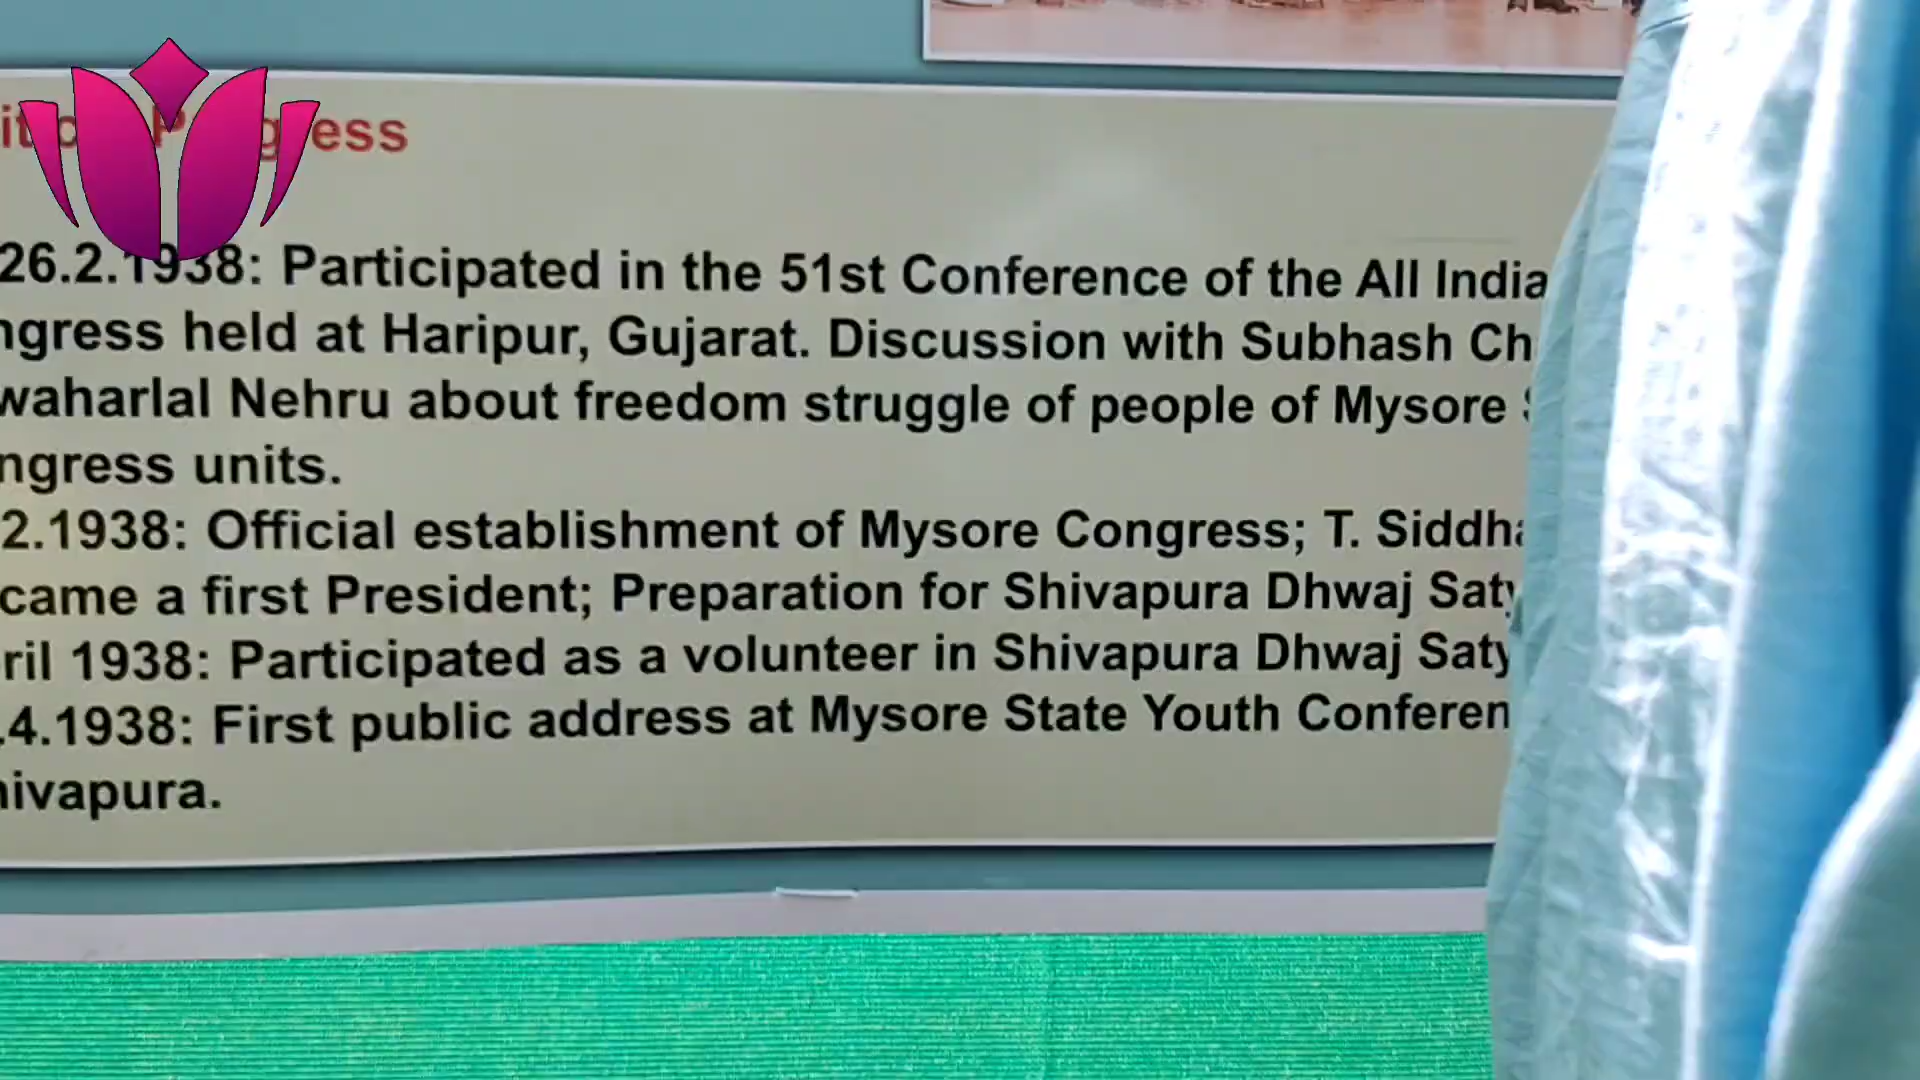 ess
26.2.1938: Participated in the 51st Conference of the All India
ngress held at Haripur, Gujarat. Discussion with Subhash Ch
waharlal Nehru about freedom struggle of people of Mysore
ngress units.
2.1938: Official establishment of Mysore Congress; T. Siddha
came a first President; Preparation for Shivapura Dhwaj Saty
ril 1938: Participated as a volunteer in Shivapura Dhwaj Saty
.4.1938: First public address at Mysore State Youth Conferen
hivapura.